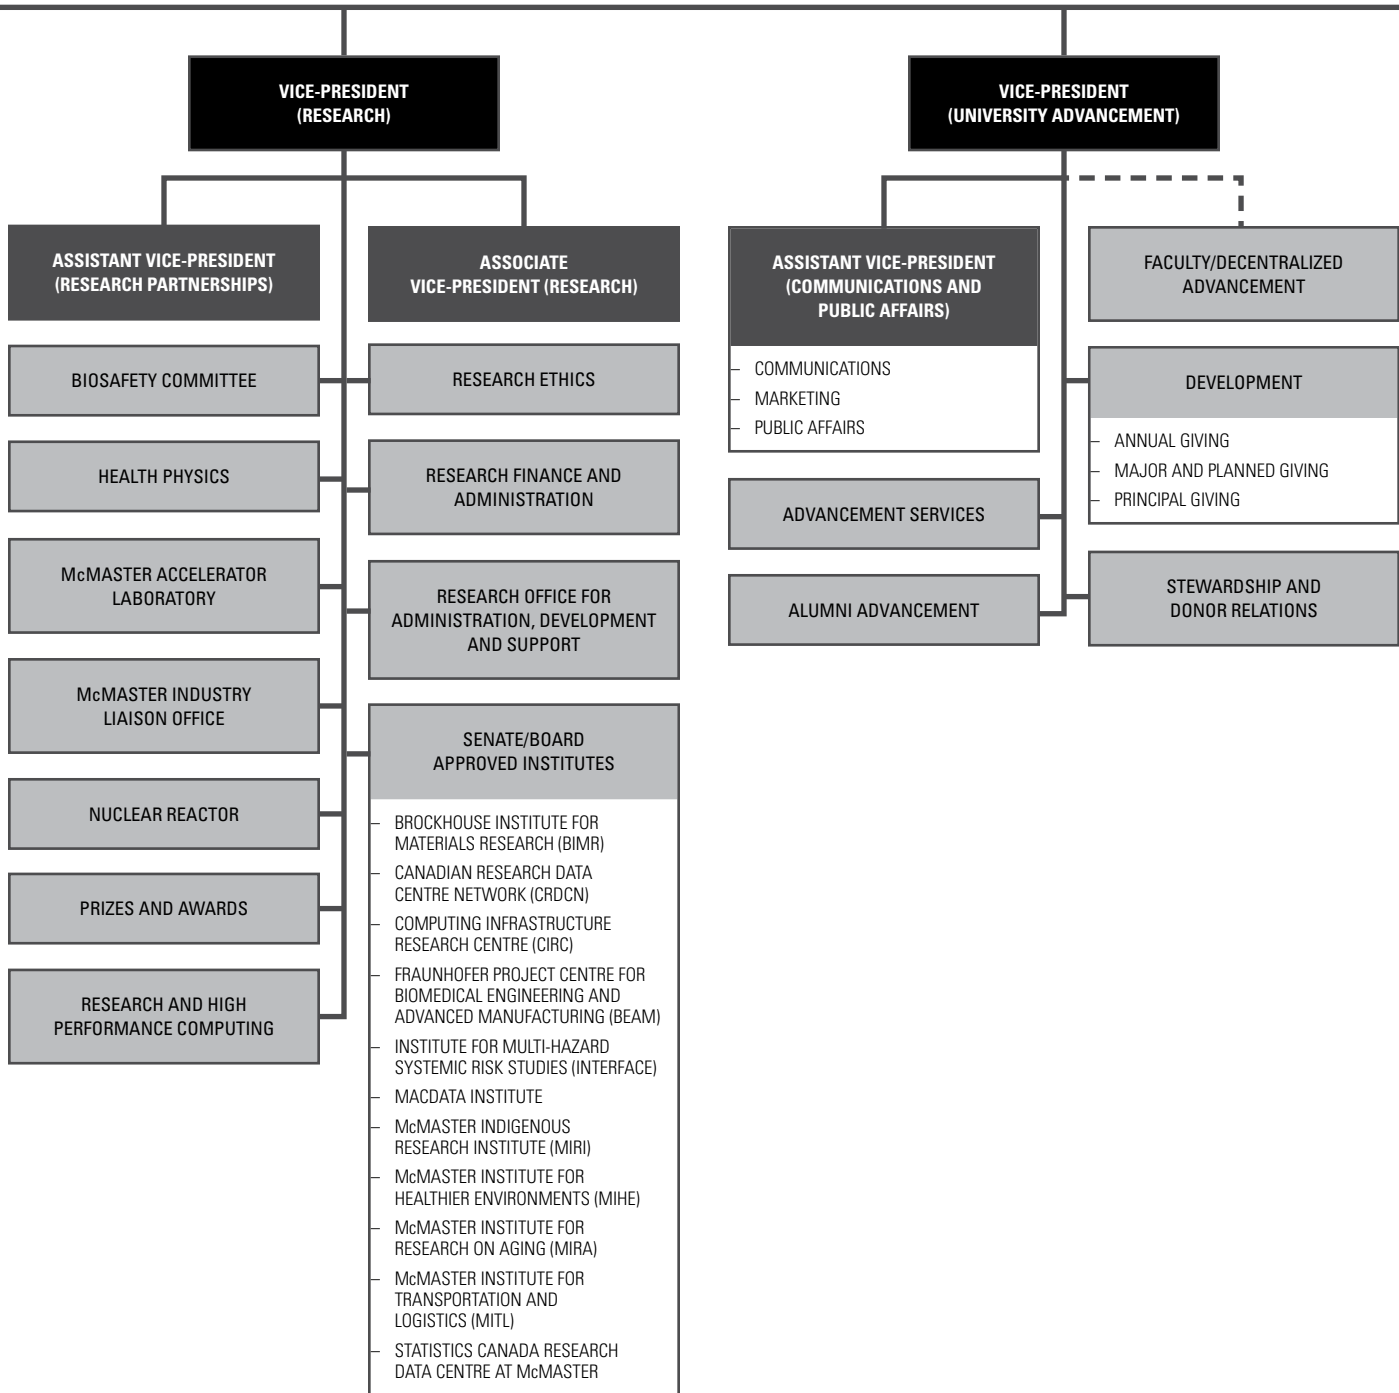 VICE-PRESIDENT
(RESEARCH)
ASSISTANT VICE-PRESIDENT
(RESEARCH PARTNERSHIPS)
BIOSAFETY COMMITTEE
HEALTH PHYSICS
McMASTER ACCELERATOR
LABORATORY
McMASTER INDUSTRY
LIAISON OFFICE
NUCLEAR REACTOR
PRIZES AND AWARDS
RESEARCH AND HIGH
PERFORMANCE COMPUTING
ASSOCIATE
VICE-PRESIDENT (RESEARCH)
RESEARCH ETHICS
RESEARCH FINANCE AND
ADMINISTRATION
RESEARCH OFFICE FOR
ADMINISTRATION, DEVELOPMENT
AND SUPPORT
SENATE/BOARD
APPROVED INSTITUTES
– BROCKHOUSE INSTITUTE FOR
MATERIALS RESEARCH (BIMR)
– CANADIAN RESEARCH DATA
CENTRE NETWORK (CRDCN)
– COMPUTING INFRASTRUCTURE
RESEARCH CENTRE (CIRC)
– FRAUNHOFER PROJECT CENTRE FOR
BIOMEDICAL ENGINEERING AND
ADVANCED MANUFACTURING (BEAM)
– INSTITUTE FOR MULTI-HAZARD
SYSTEMIC RISK STUDIES (INTERFACE)
– MACDATA INSTITUTE
– McMASTER INDIGENOUS
RESEARCH INSTITUTE (MIRI)
– McMASTER INSTITUTE FOR
HEALTHIER ENVIRONMENTS (MIHE)
– McMASTER INSTITUTE FOR
RESEARCH ON AGING (MIRA)
– McMASTER INSTITUTE FOR
TRANSPORTATION AND
LOGISTICS (MITL)
– STATISTICS CANADA RESEARCH
DATA CENTRE AT McMASTER
VICE-PRESIDENT
(UNIVERSITY ADVANCEMENT)
ASSISTANT VICE-PRESIDENT
(COMMUNICATIONS AND
PUBLIC AFFAIRS)
– COMMUNICATIONS
– MARKETING
– PUBLIC AFFAIRS
ADVANCEMENT SERVICES
ALUMNI ADVANCEMENT
FACULTY/DECENTRALIZED
ADVANCEMENT
DEVELOPMENT
– ANNUAL GIVING
– MAJOR AND PLANNED GIVING
– PRINCIPAL GIVING
STEWARDSHIP AND
DONOR RELATIONS